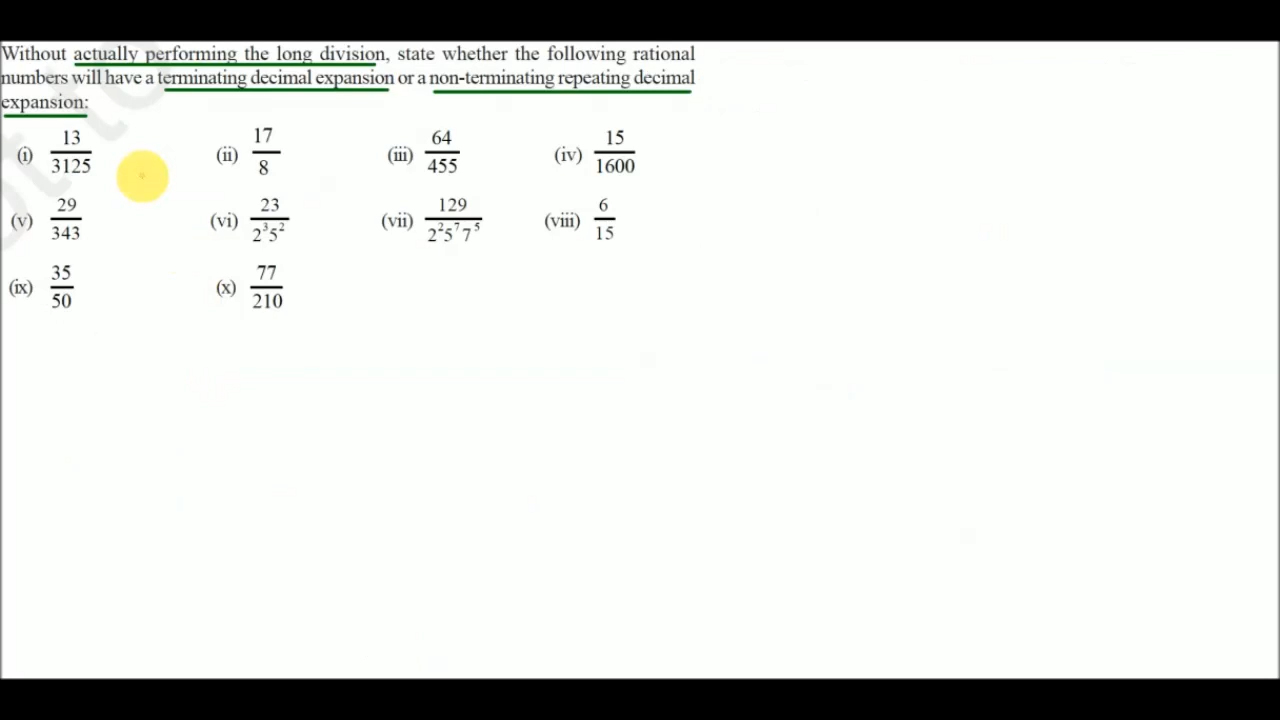 Without actually performing the long division, state whether the following rational
numbers will have a terminating decimal expansion or a non-terminating repeating decimal
expansion:
(i) 13/3125 (ii) 17/8 (iii) 64/455 (iv) 15/1600
(v) 29/343 (vi) 23/2³5² (vii) 129/2²5⁷7⁵ (viii) 6/15
(ix) 35/50 (x) 77/210